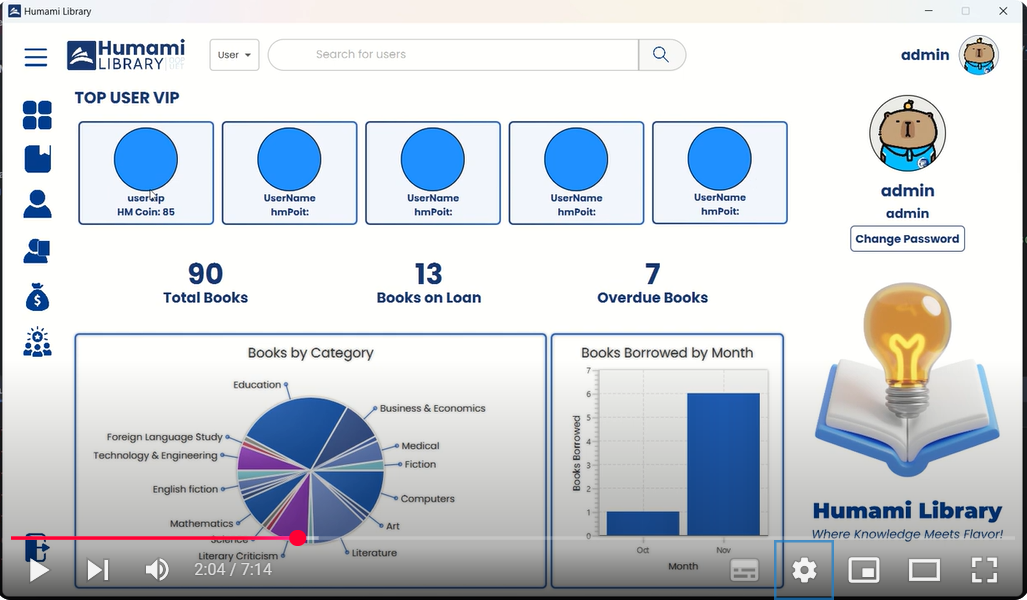 Humami Library
Humami
LIBRARY
User
Search for users
admin
TOP USER VIP
uservip
HM Coin: 85
UserName
hmPoit:
UserName
hmPoit:
UserName
hmPoit:
UserName
hmPoit:
admin
admin
Change Password
90
Total Books
13
Books on Loan
7
Overdue Books
Books by Category
Education
Business & Economics
Foreign Language Study
Medical
Technology & Engineering
Fiction
English fiction
Computers
Mathematics
Art
Science
Literary Criticism
Literature
Books Borrowed by Month
Books Borrowed
7
6
5
4
3
2
1
0
Oct
Nov
Month
Humami Library
Where Knowledge Meets Flavor!
2:04 / 7:14